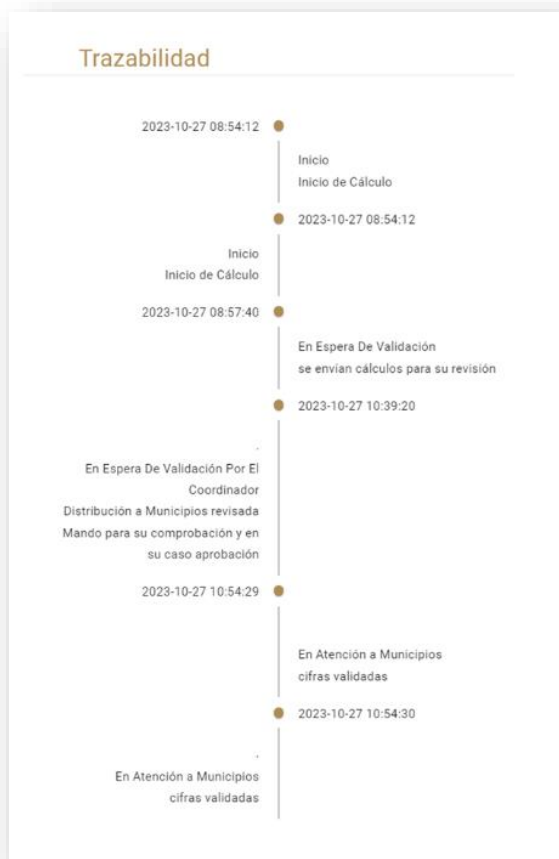 Trazabilidad
2023-10-27 08:54:12
Inicio
Inicio de Cálculo
2023-10-27 08:54:12
Inicio
Inicio de Cálculo
2023-10-27 08:57:40
En Espera De Validación
se envían cálculos para su revisión
2023-10-27 10:39:20
.
En Espera De Validación Por El
Coordinador
Distribución a Municipios revisada
Mando para su comprobación y en
su caso aprobación
2023-10-27 10:54:29
En Atención a Municipios
cifras validadas
2023-10-27 10:54:30
.
En Atención a Municipios
cifras validadas